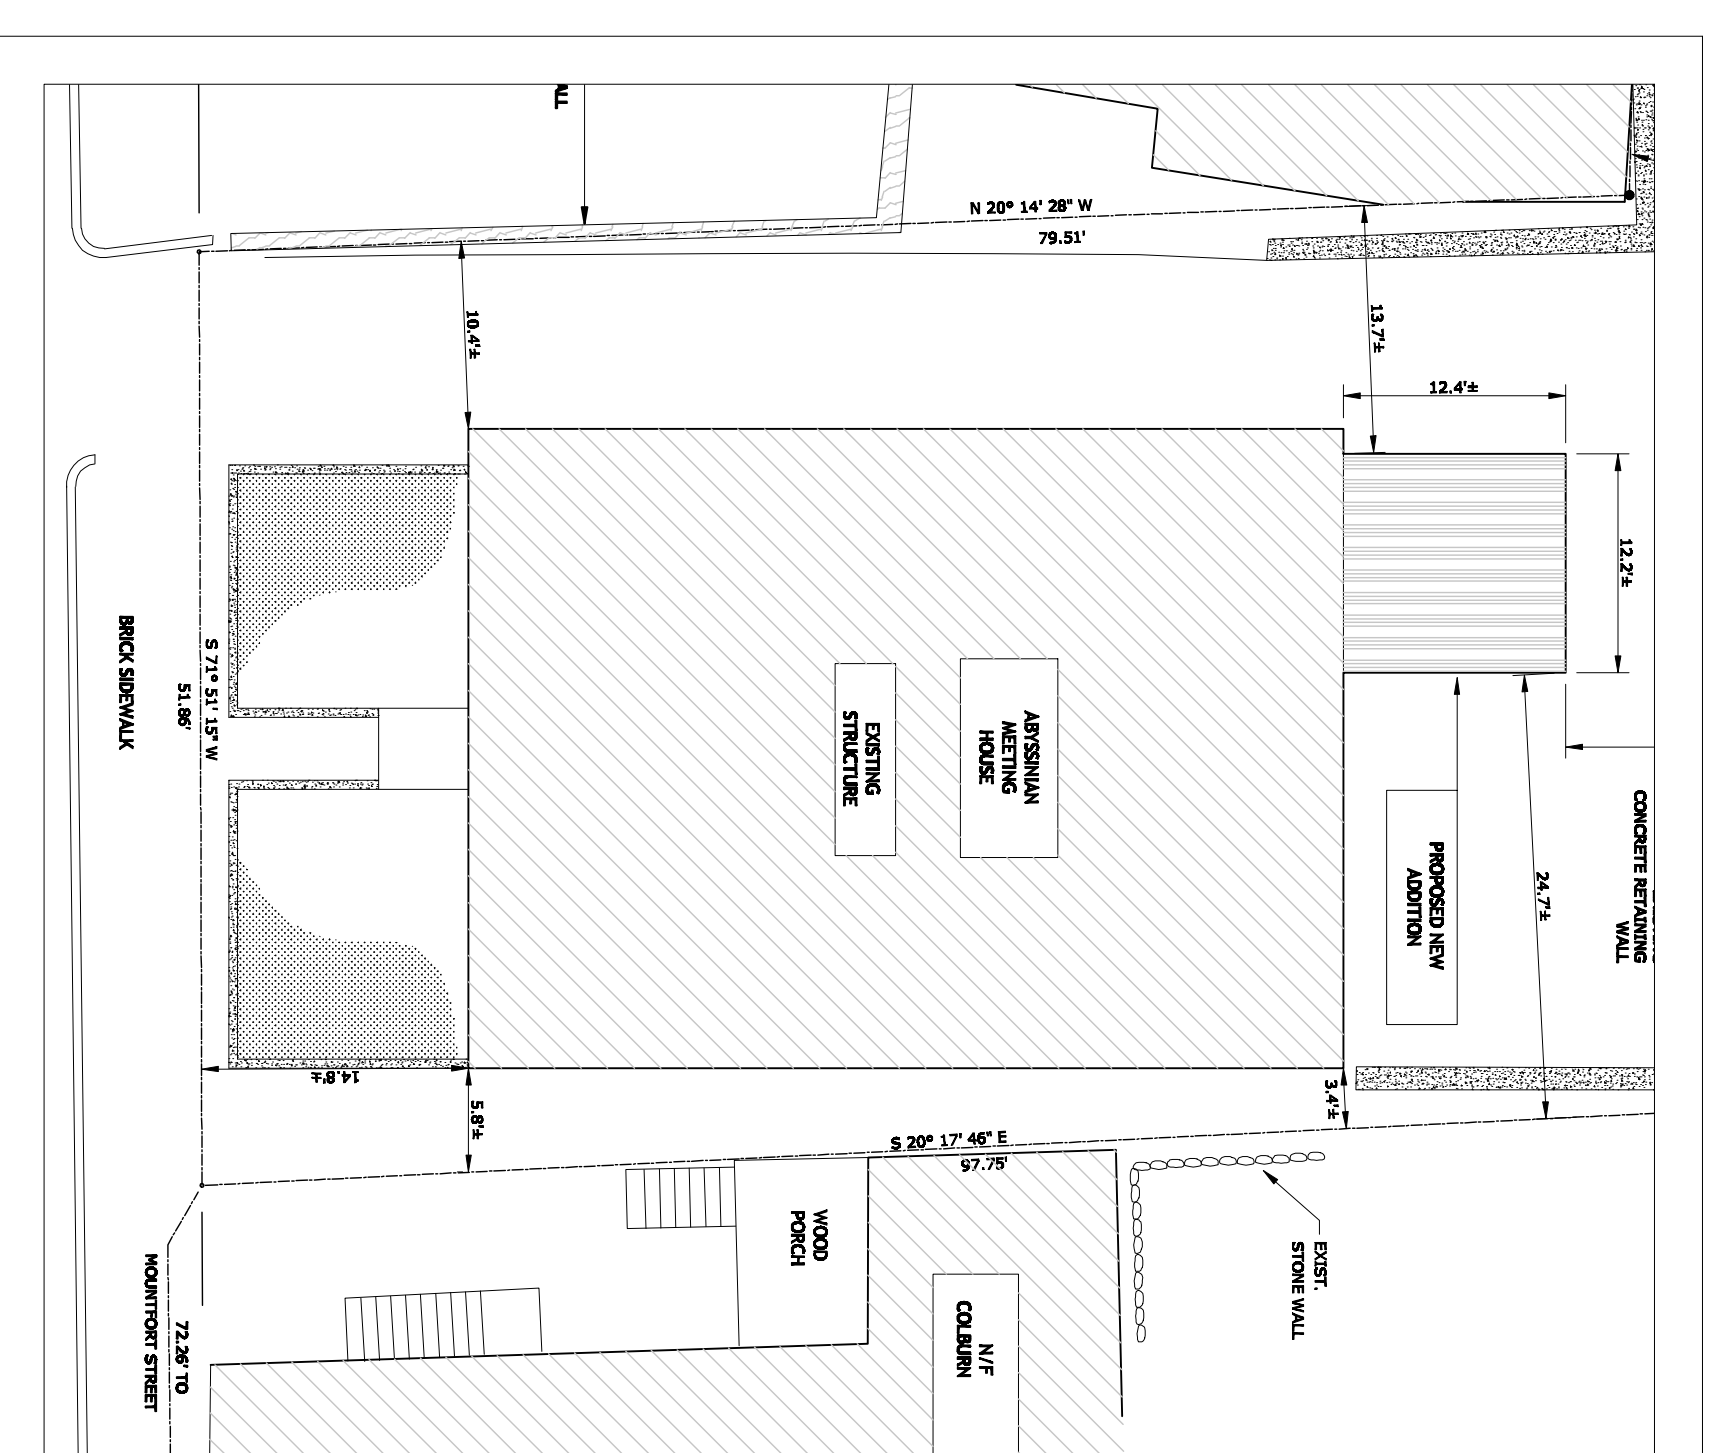 ALL
N 20° 14' 28" W
79.51'
10.4'±
13.7'±
12.4'±
12.2'±
BRICK SIDEWALK
S 71° 51' 15" W
51.86'
EXISTING
STRUCTURE
ABYSSINIAN
MEETING
HOUSE
PROPOSED NEW
ADDITION
24.7'±
CONCRETE RETAINING
WALL
14.8'±
5.8'±
3.4'±
S 20° 17' 46" E
97.75'
WOOD
PORCH
EXIST.
STONE WALL
N/F
COLBURN
72.26' TO
MOUNTFORT STREET